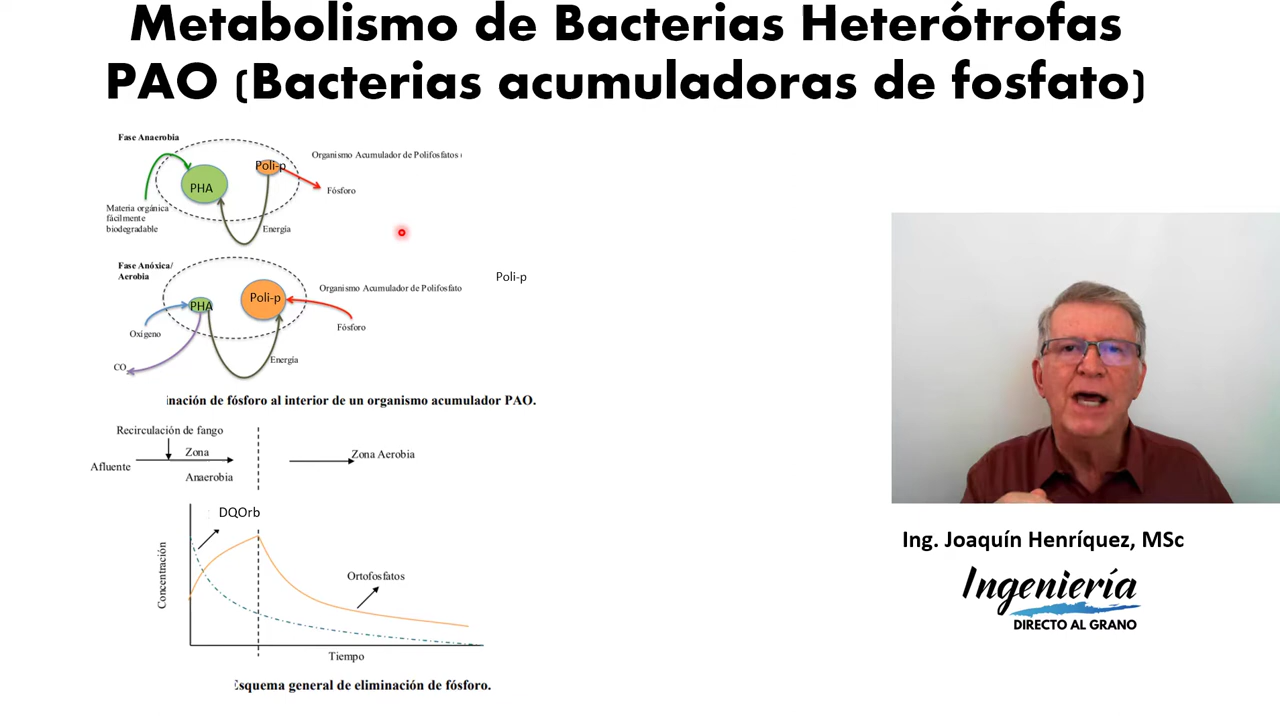 Metabolismo de Bacterias Heterótrofas
PAO (Bacterias acumuladoras de fosfato)
Fase Anaerobia
Organismo Acumulador de Polifosfatos
Poli-p
PHA
Fósforo
Materia orgánica
fácilmente
biodegradable
Energía
Fase Anóxica/
Aerobia
Poli-p
Organismo Acumulador de Polifosfato
Poli-p
PHA
Oxígeno
Fósforo
Energía
CO
inación de fósforo al interior de un organismo acumulador PAO.
Recirculación de fango
Zona
Zona Aerobia
Afluente
Anaerobia
DQOrb
Concentración
Ortofosfatos
Tiempo
Esquema general de eliminación de fósforo.
Ing. Joaquín Henríquez, MSc
Ingeniería
DIRECTO AL GRANO